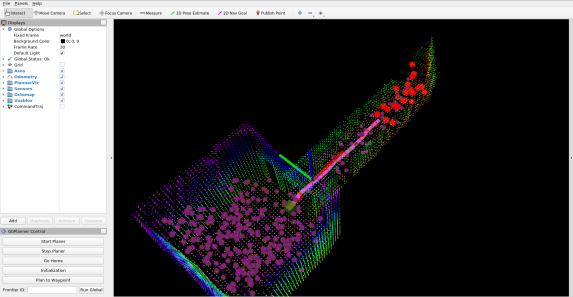 File Panels Help
Interact Move Camera Select Focus Camera Measure 2D Pose Estimate 2D Nav Goal Publish Point
Displays
Global Options
Fixed Frame world
Background Color 0; 0; 0
Frame Rate 30
Default Light
Global Status: Ok
Grid
Axes
Odometry
PlannerViz
Sensors
Octomap
Voxblox
CommandTraj
Add Duplicate Remove Rename
GBPlanner Control
Start Planner
Stop Planner
Go Home
Initialization
Plan to Waypoint
Frontier ID: Run Global